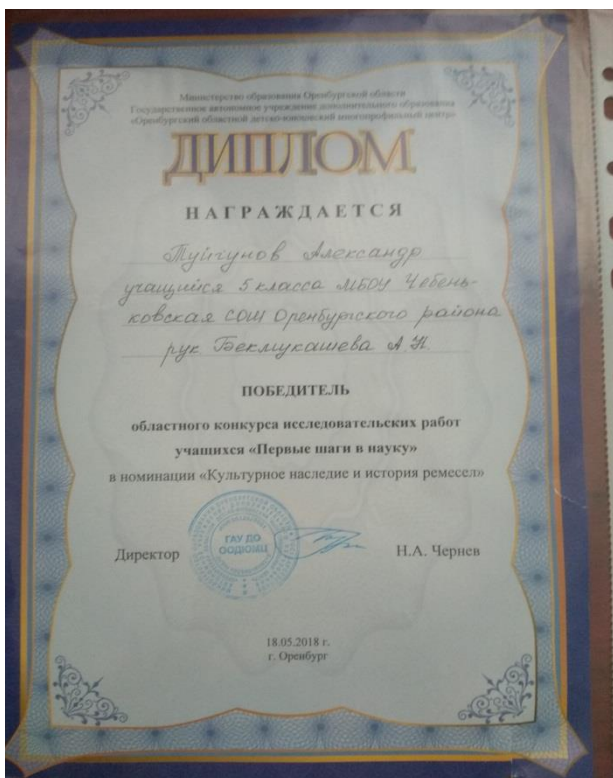 Министерство образования Оренбургской области
Государственное автономное учреждение дополнительного образования
«Оренбургский областной детско-юношеский многопрофильный центр»
ДИПЛОМ
НАГРАЖДАЕТСЯ
Туйгунов Александр
учащийся 5 класса МБОУ Чебень-
ковская СОШ Оренбургского района
рук Бекмукашева А Н.
ПОБЕДИТЕЛЬ
областного конкурса исследовательских работ
учащихся «Первые шаги в науку»
в номинации «Культурное наследие и история ремесел»
ГАУ ДО
ООДЮМЦ
Директор Н.А. Чернев
18.05.2018 г.
г. Оренбург